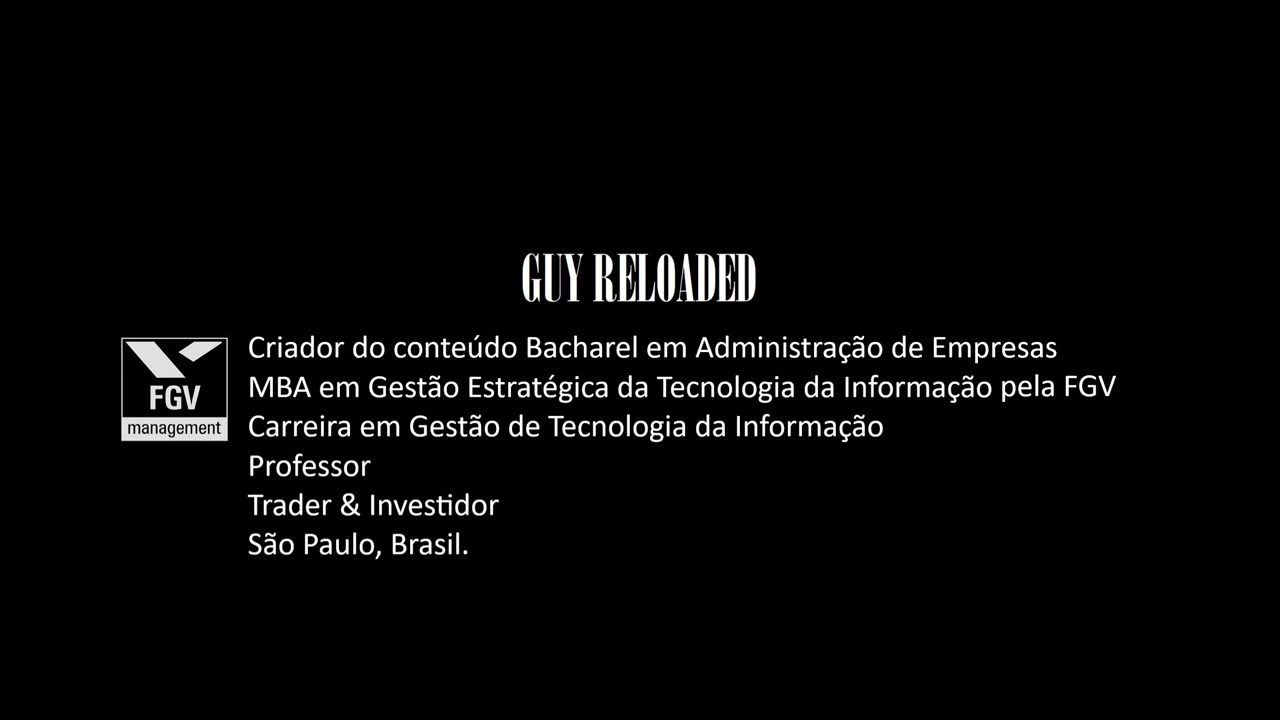 GUY RELOADED
Criador do conteúdo Bacharel em Administração de Empresas
MBA em Gestão Estratégica da Tecnologia da Informação pela FGV
Carreira em Gestão de Tecnologia da Informação
Professor
Trader & Investidor
São Paulo, Brasil.
FGV
management